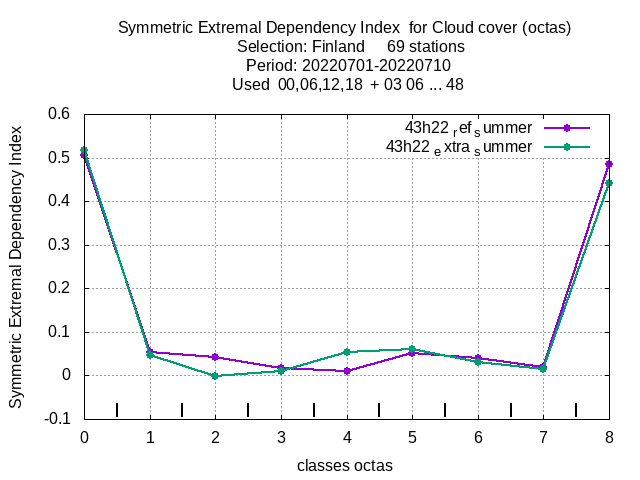 Symmetric Extremal Dependency Index  for Cloud cover (octas)
Selection: Finland     69 stations
Period: 20220701-20220710
Used  00,06,12,18  + 03 06 ... 48
43h22 ref summer
43h22 extra summer
Symmetric Extremal Dependency Index
0.6
0.5
0.4
0.3
0.2
0.1
0
-0.1
0 1 2 3 4 5 6 7 8
classes octas